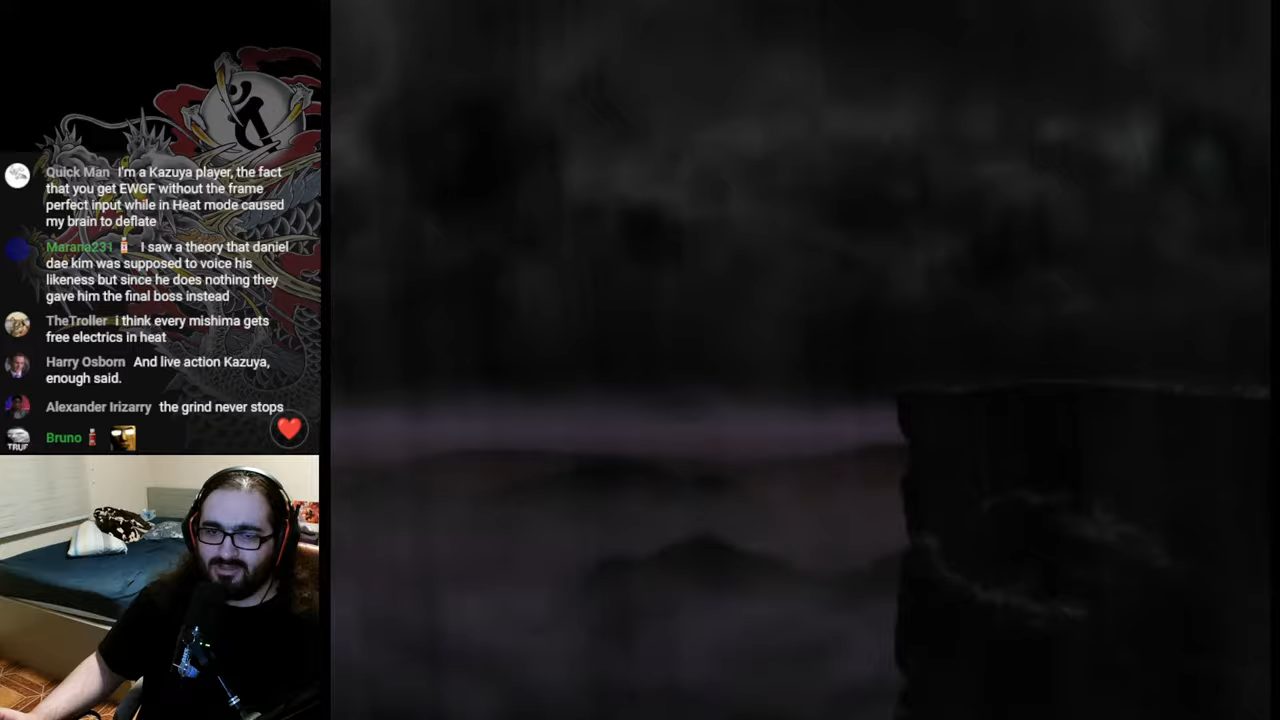 Quick Man I'm a Kazuya player, the fact
that you get EWGF without the frame
perfect input while in Heat mode caused
my brain to deflate
Marana231 I saw a theory that daniel
dae kim was supposed to voice his
likeness but since he does nothing they
gave him the final boss instead
TheTroller i think every mishima gets
free electrics in heat
Harry Osborn And live action Kazuya,
enough said.
Alexander Irizarry the grind never stops
Bruno